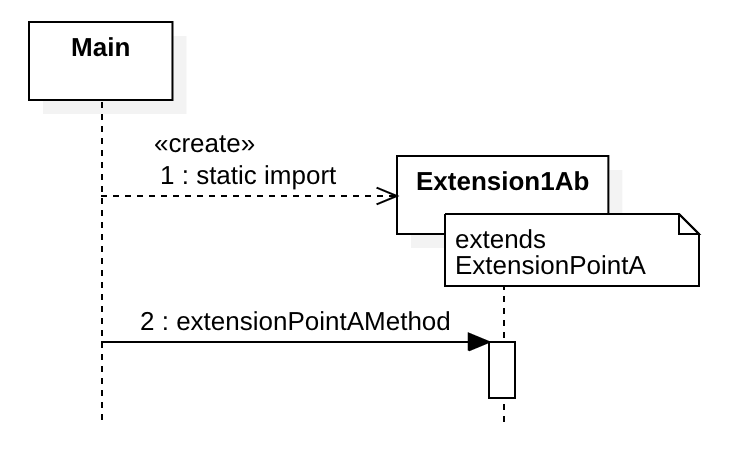 Main
«create»
1 : static import
Extension1Ab
extends
ExtensionPointA
2 : extensionPointAMethod